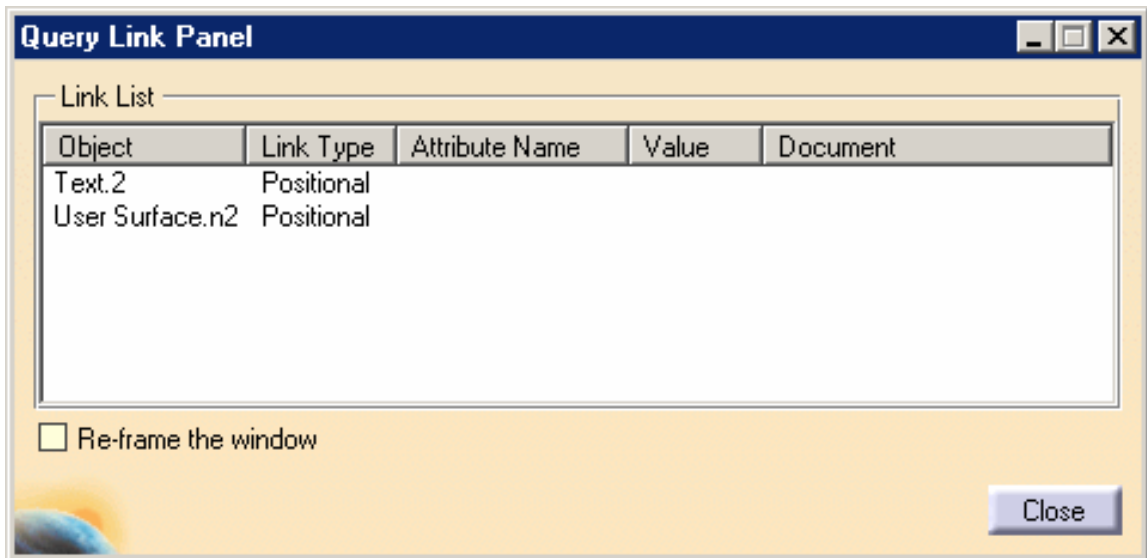 Query Link Panel
Link List
Object Link Type Attribute Name Value Document
Text.2 Positional
User Surface.n2 Positional
Re-frame the window
Close